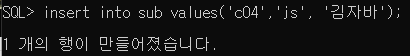 SQL> insert into sub values('c04','js', '김자바');
1 개의 행이 만들어졌습니다.